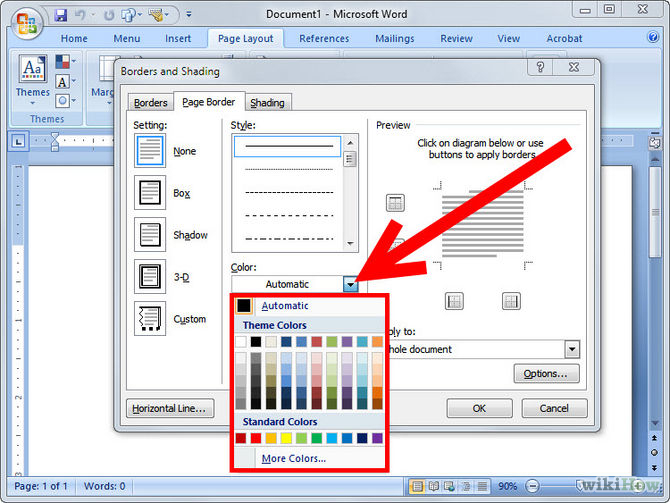 Document1 - Microsoft Word
Home Menu Insert Page Layout References Mailings Review View
Themes
Themes
Borders and Shading
Borders Page Border Shading
Setting:
None
Box
Shadow
3-D
Custom
Style:
Color:
Automatic
Automatic
Theme Colors
Standard Colors
More Colors...
Preview
Click on diagram below or use
buttons to apply borders
ply to:
hole document
Options...
Horizontal Line...
OK Cancel
Page: 1 of 1 Words: 0 90%
wikiHow